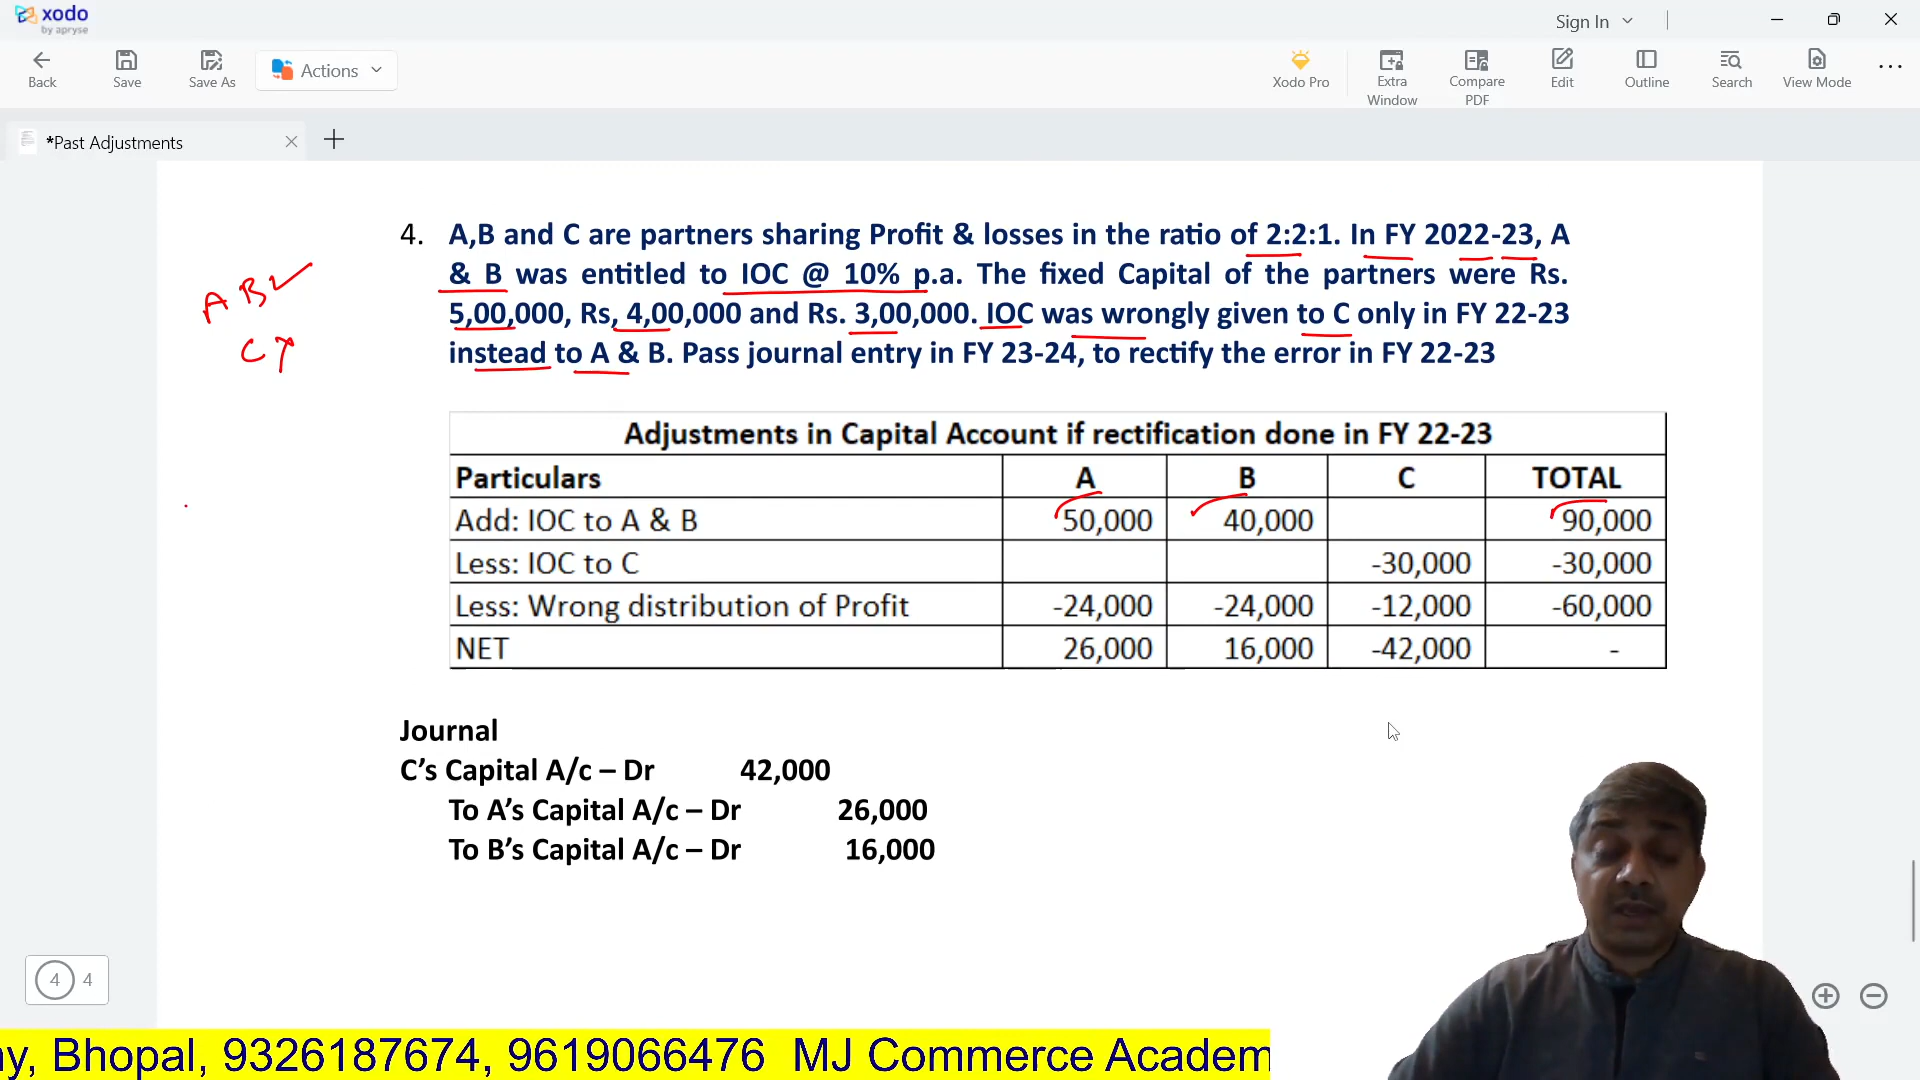 xodo
by apryse
Sign In
Back
Save
Save As
Actions
Xodo Pro
Extra Window
Compare PDF
Edit
Outline
Search
View Mode
*Past Adjustments
4. A,B and C are partners sharing Profit & losses in the ratio of 2:2:1. In FY 2022-23, A
& B was entitled to IOC @ 10% p.a. The fixed Capital of the partners were Rs.
5,00,000, Rs, 4,00,000 and Rs. 3,00,000. IOC was wrongly given to C only in FY 22-23
instead to A & B. Pass journal entry in FY 23-24, to rectify the error in FY 22-23
A B
C
Adjustments in Capital Account if rectification done in FY 22-23
Particulars A B C TOTAL
Add: IOC to A & B 50,000 40,000 90,000
Less: IOC to C -30,000 -30,000
Less: Wrong distribution of Profit -24,000 -24,000 -12,000 -60,000
NET 26,000 16,000 -42,000 -
Journal
C’s Capital A/c – Dr 42,000
To A’s Capital A/c – Dr 26,000
To B’s Capital A/c – Dr 16,000
4 4
y, Bhopal, 9326187674, 9619066476 MJ Commerce Academ